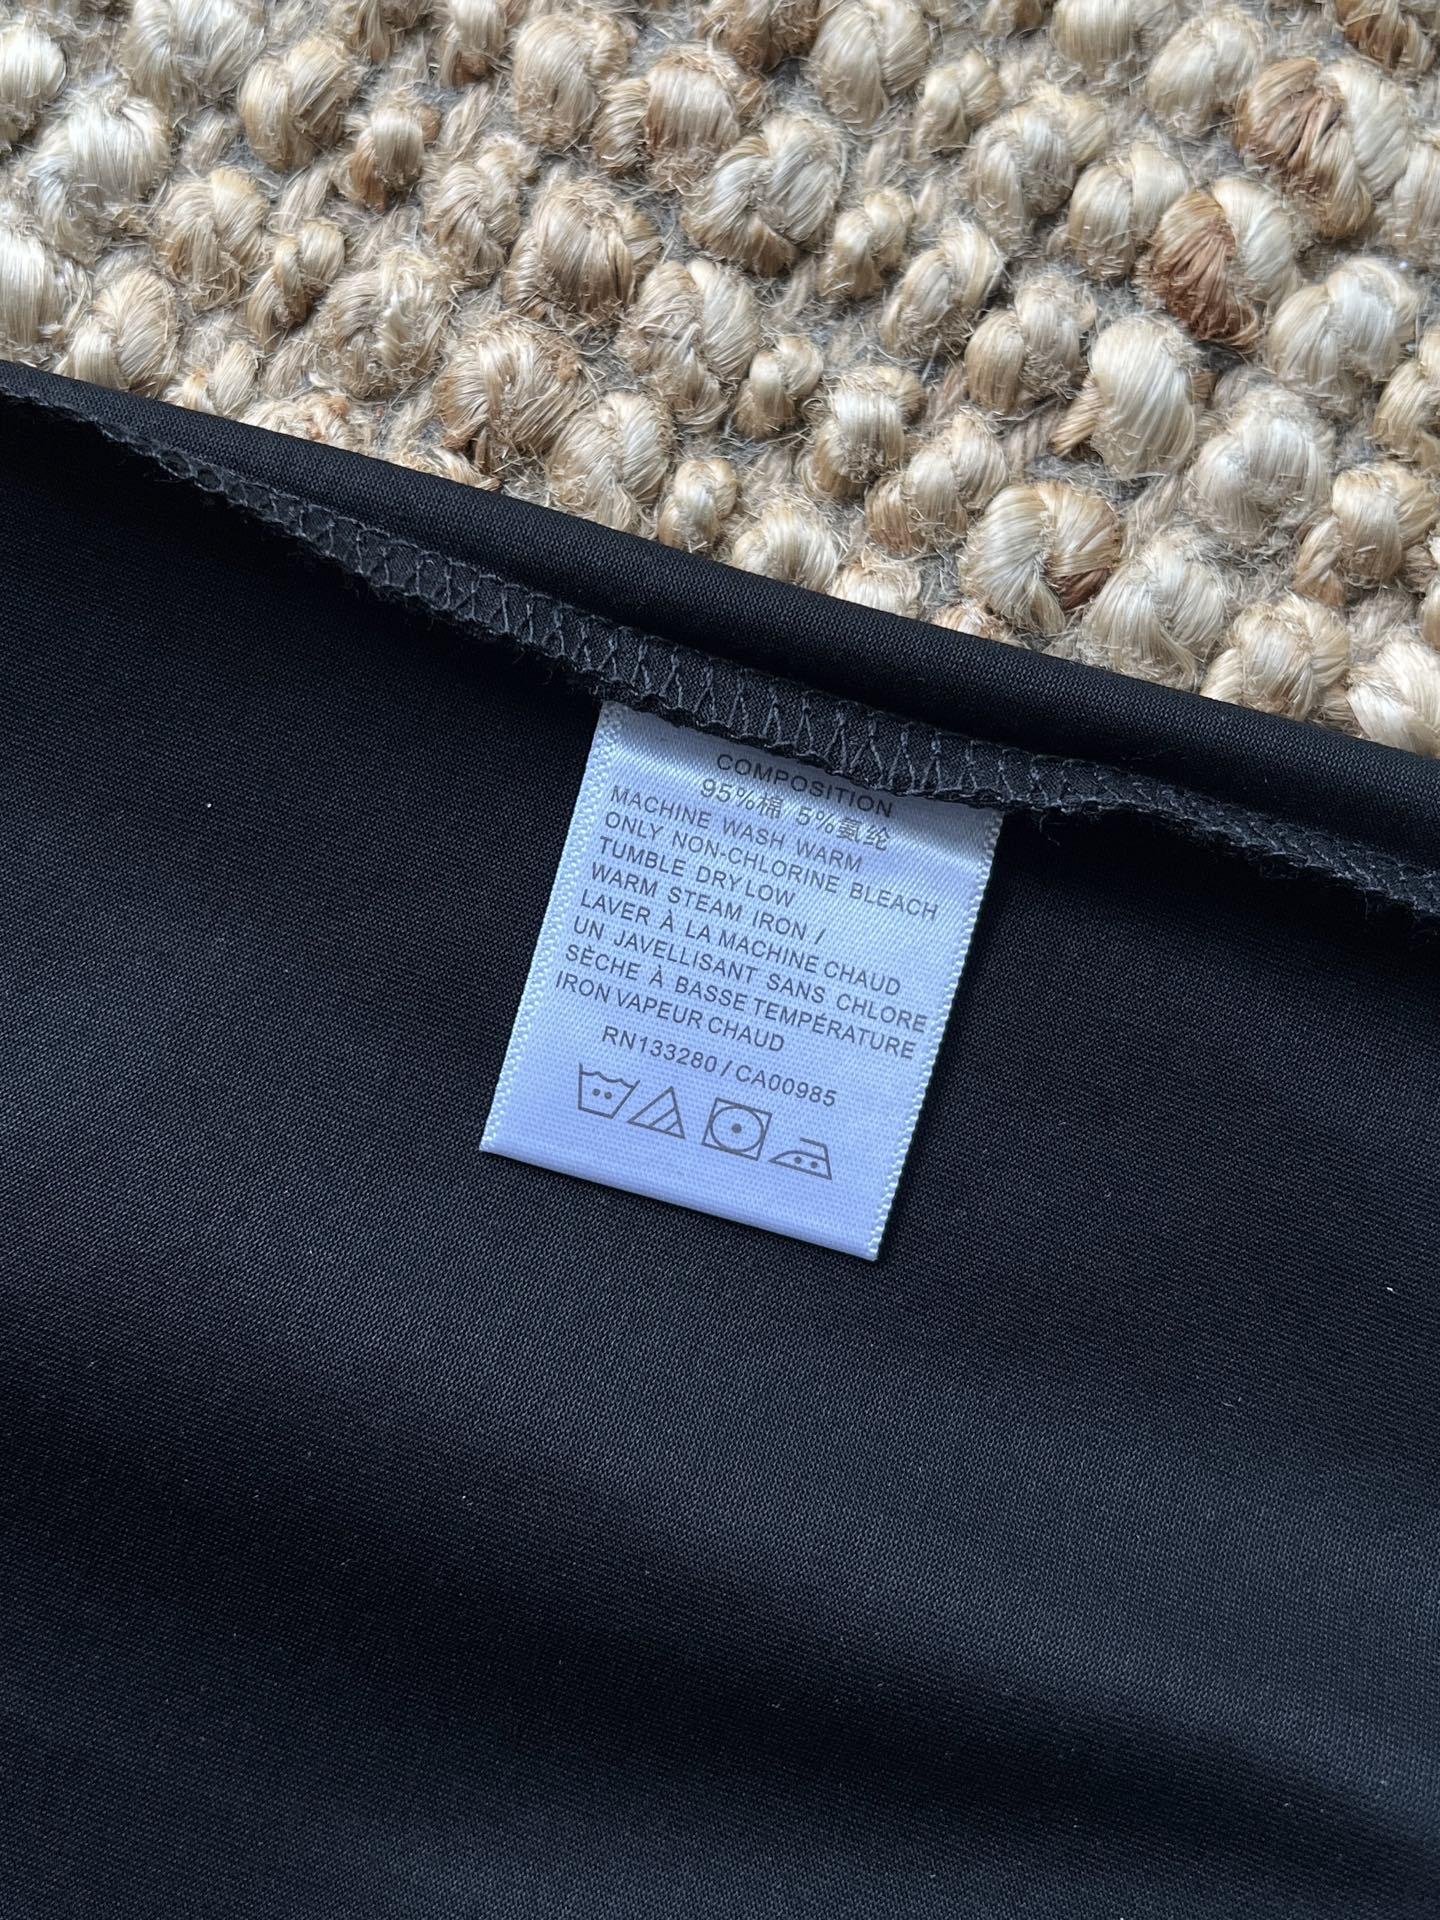 COMPOSITION
95%棉 5%氨纶
MACHINE WASH WARM
ONLY NON-CHLORINE BLEACH
TUMBLE DRY LOW
WARM STEAM IRON /
LAVER À LA MACHINE CHAUD
UN JAVELLISANT SANS CHLORE
SÈCHE À BASSE TEMPÉRATURE
IRON VAPEUR CHAUD
RN133280 / CA00985